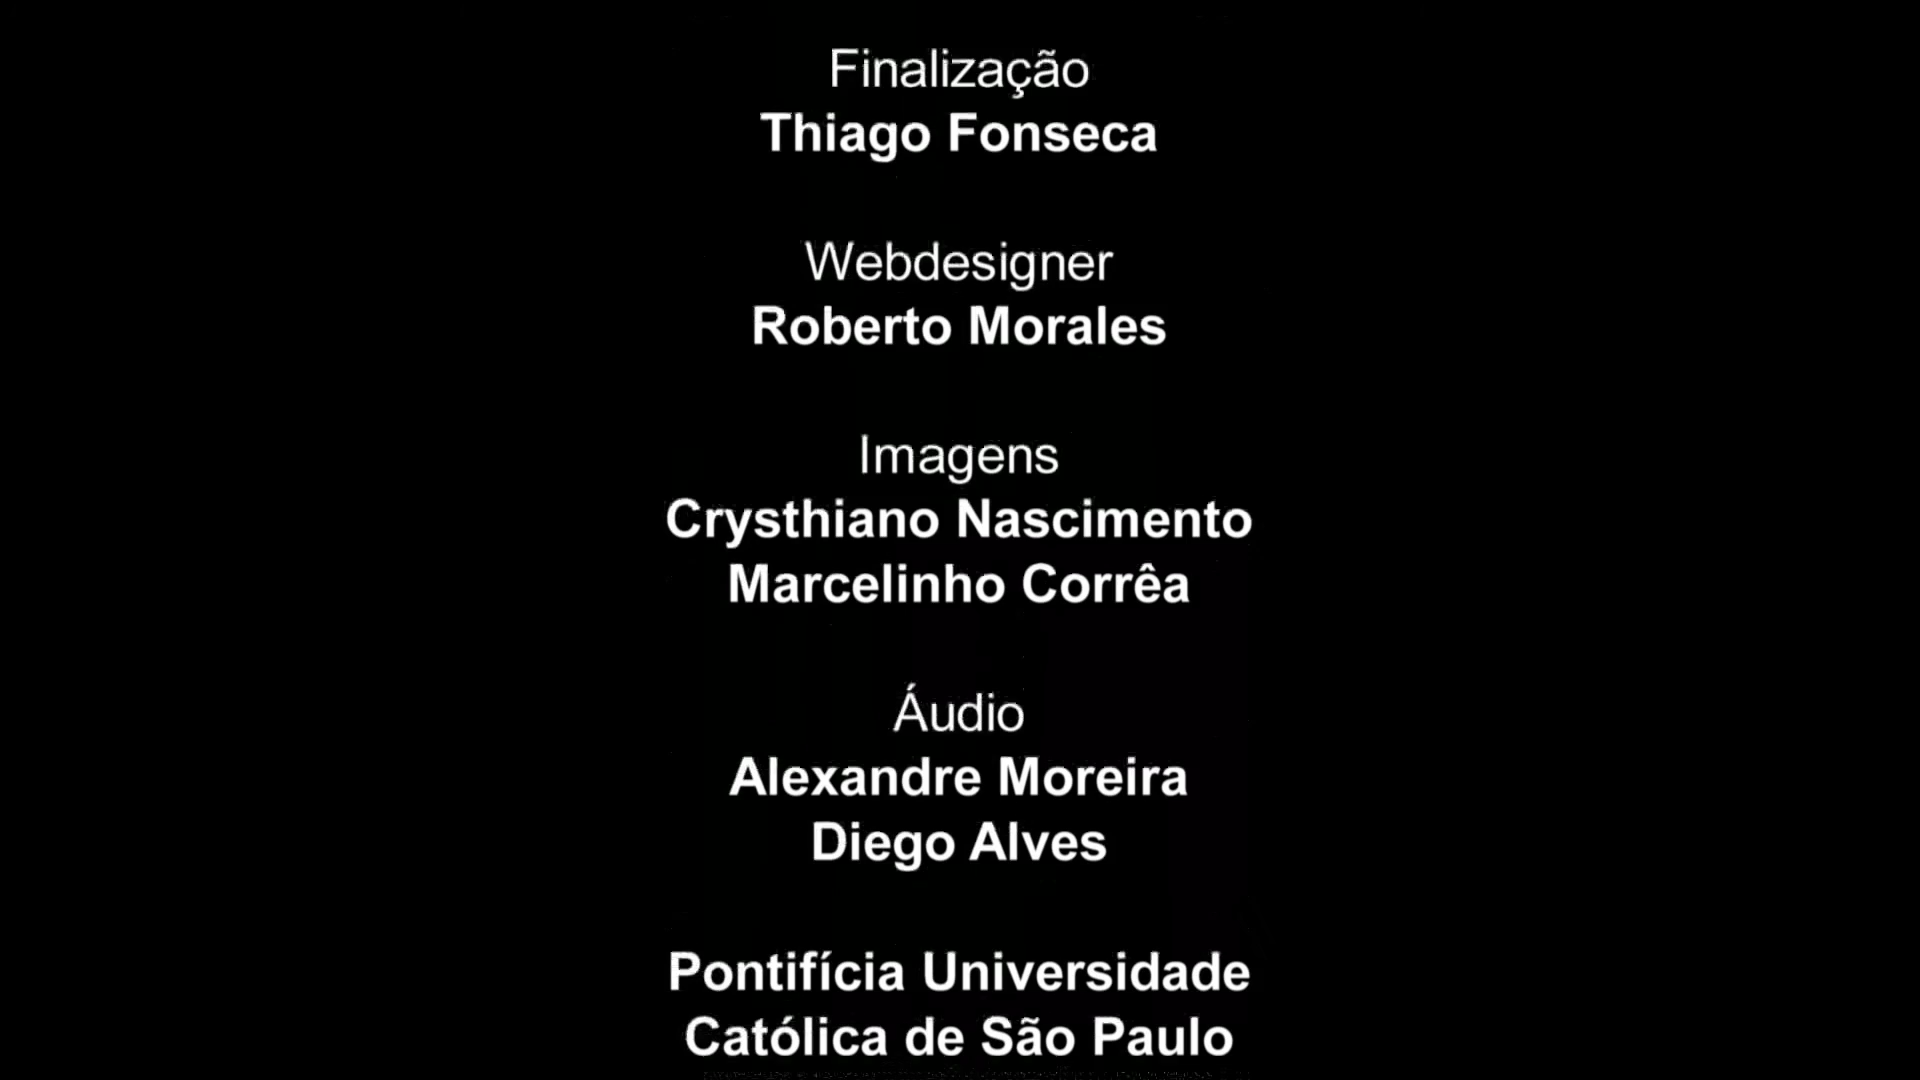 Finalização
Thiago Fonseca
Webdesigner
Roberto Morales
Imagens
Crysthiano Nascimento
Marcelinho Corrêa
Áudio
Alexandre Moreira
Diego Alves
Pontifícia Universidade
Católica de São Paulo